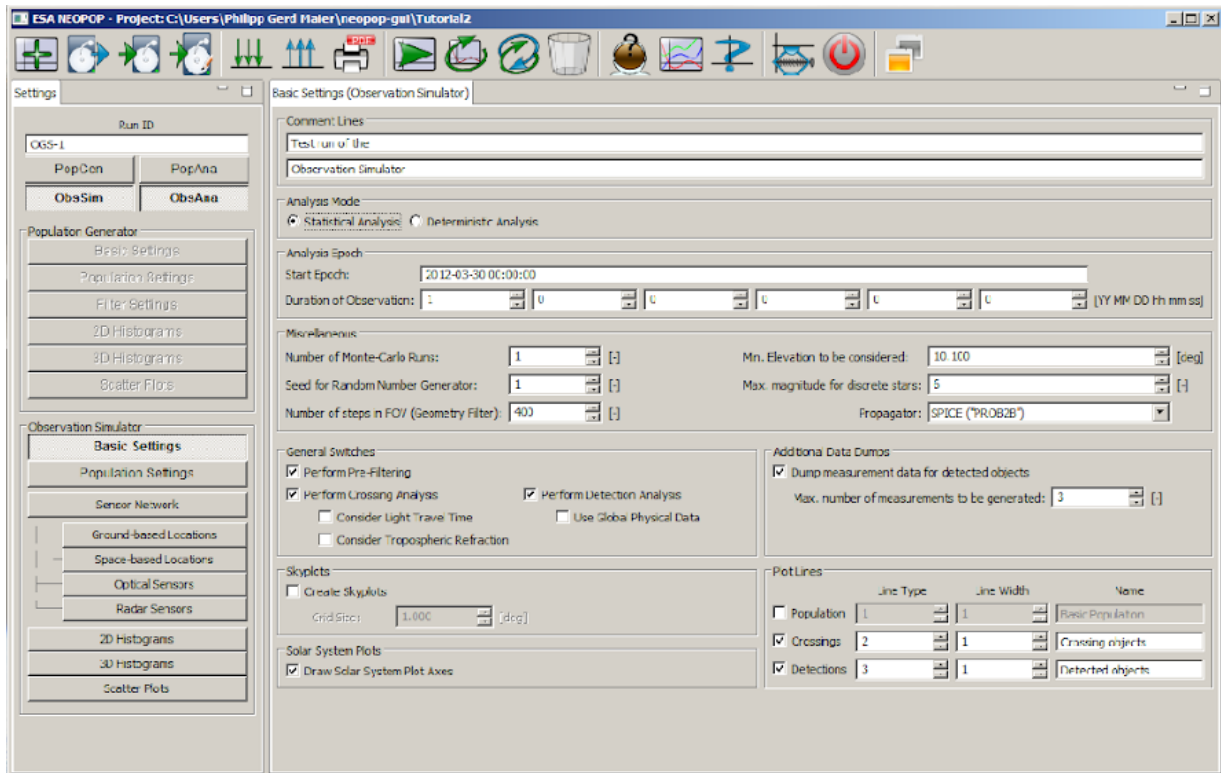 ESA NEOPOP - Project: C:\Users\Philipp Gerd Maier\neopop-gui\Tutorial2
PDF
Settings
Run ID
OGS-1
PopGen PopAna
ObsSim ObsAna
Population Generator
Basic Settings
Population Settings
Filter Settings
2D Histograms
3D Histograms
Scatter Plots
Observation Simulator
Basic Settings
Population Settings
Sensor Network
Ground-based Locations
Space-based Locations
Optical Sensors
Radar Sensors
2D Histograms
3D Histograms
Scatter Plots
Basic Settings (Observation Simulator)
Comment Lines
Test run of the
Observation Simulator
Analysis Mode
Statistical Analysis Deterministic Analysis
Analysis Epoch
Start Epoch: 2012-03-30 00:00:00
Duration of Observation: 1 0 0 0 0 0 [YY MM DD Hh mm ss]
Miscellaneous
Number of Monte-Carlo Runs: 1 [-] Min. Elevation to be considered: 10.100 [deg]
Seed for Random Number Generator: 1 [-] Max. magnitude for discrete stars: 5 [-]
Number of steps in FOV (Geometry Filter): 400 [-] Propagator: SPICE ("PROB2B")
General Switches
Perform Pre-Filtering
Perform Crossing Analysis Perform Detection Analysis
Consider Light Travel Time Use Global Physical Data
Consider Tropospheric Refraction
Additional Data Dumps
Dump measurement data for detected objects
Max. number of measurements to be generated: 3 [-]
Skyplots
Create Skyplots
Grid Size: 1.000 [deg]
Solar System Plots
Draw Solar System Plot Axes
Plot Lines
Line Type Line Width Name
Population 1 1 Basic Population
Crossings 2 1 Crossing objects
Detections 3 1 Detected objects